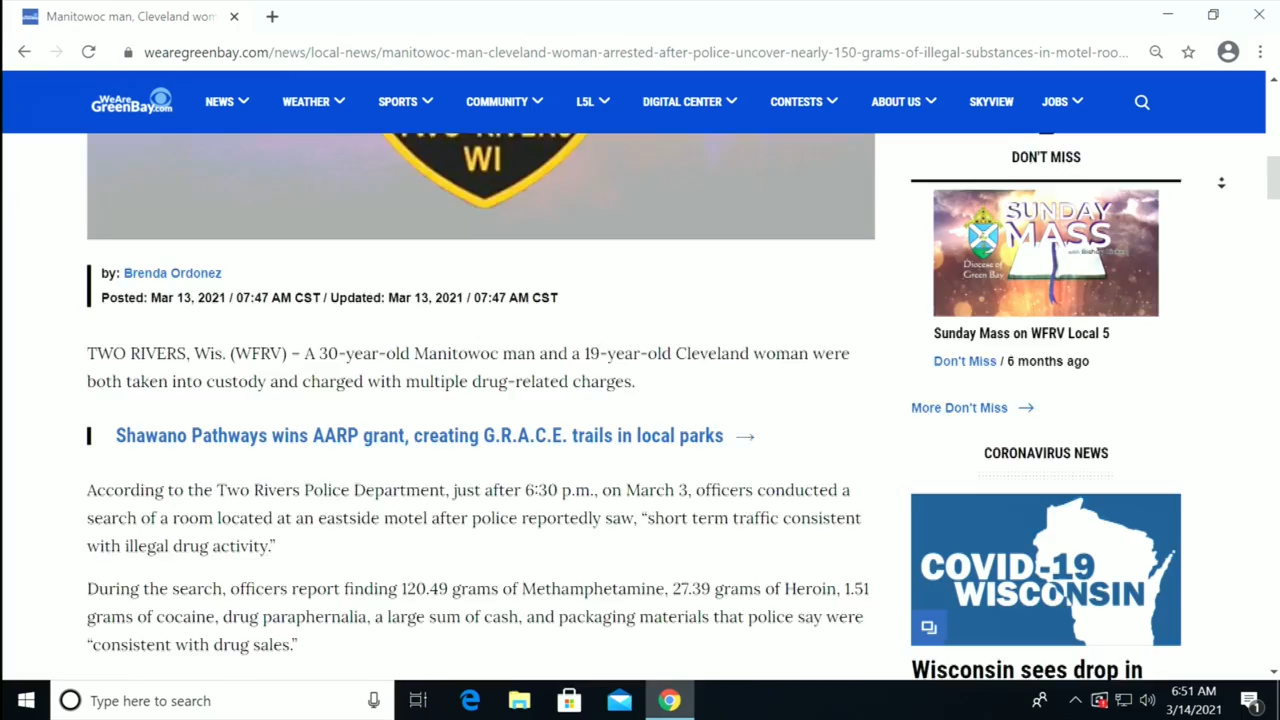 Manitowoc man, Cleveland wom
wearegreenbay.com/news/local-news/manitowoc-man-cleveland-woman-arrested-after-police-uncover-nearly-150-grams-of-illegal-substances-in-motel-roo...
WeAre
GreenBay.com
NEWS
WEATHER
SPORTS
COMMUNITY
L5L
DIGITAL CENTER
CONTESTS
ABOUT US
SKYVIEW
JOBS
TWO RIVERS
WI
by: Brenda Ordonez
Posted: Mar 13, 2021 / 07:47 AM CST / Updated: Mar 13, 2021 / 07:47 AM CST
TWO RIVERS, Wis. (WFRV) – A 30-year-old Manitowoc man and a 19-year-old Cleveland woman were
both taken into custody and charged with multiple drug-related charges.
Shawano Pathways wins AARP grant, creating G.R.A.C.E. trails in local parks →
According to the Two Rivers Police Department, just after 6:30 p.m., on March 3, officers conducted a
search of a room located at an eastside motel after police reportedly saw, “short term traffic consistent
with illegal drug activity.”
During the search, officers report finding 120.49 grams of Methamphetamine, 27.39 grams of Heroin, 1.51
grams of cocaine, drug paraphernalia, a large sum of cash, and packaging materials that police say were
“consistent with drug sales.”
DON'T MISS
SUNDAY
MASS
Diocese of
Green Bay
Sunday Mass on WFRV Local 5
Don't Miss / 6 months ago
More Don't Miss →
CORONAVIRUS NEWS
COVID-19
WISCONSIN
Wisconsin sees drop in
Type here to search
6:51 AM
3/14/2021
1